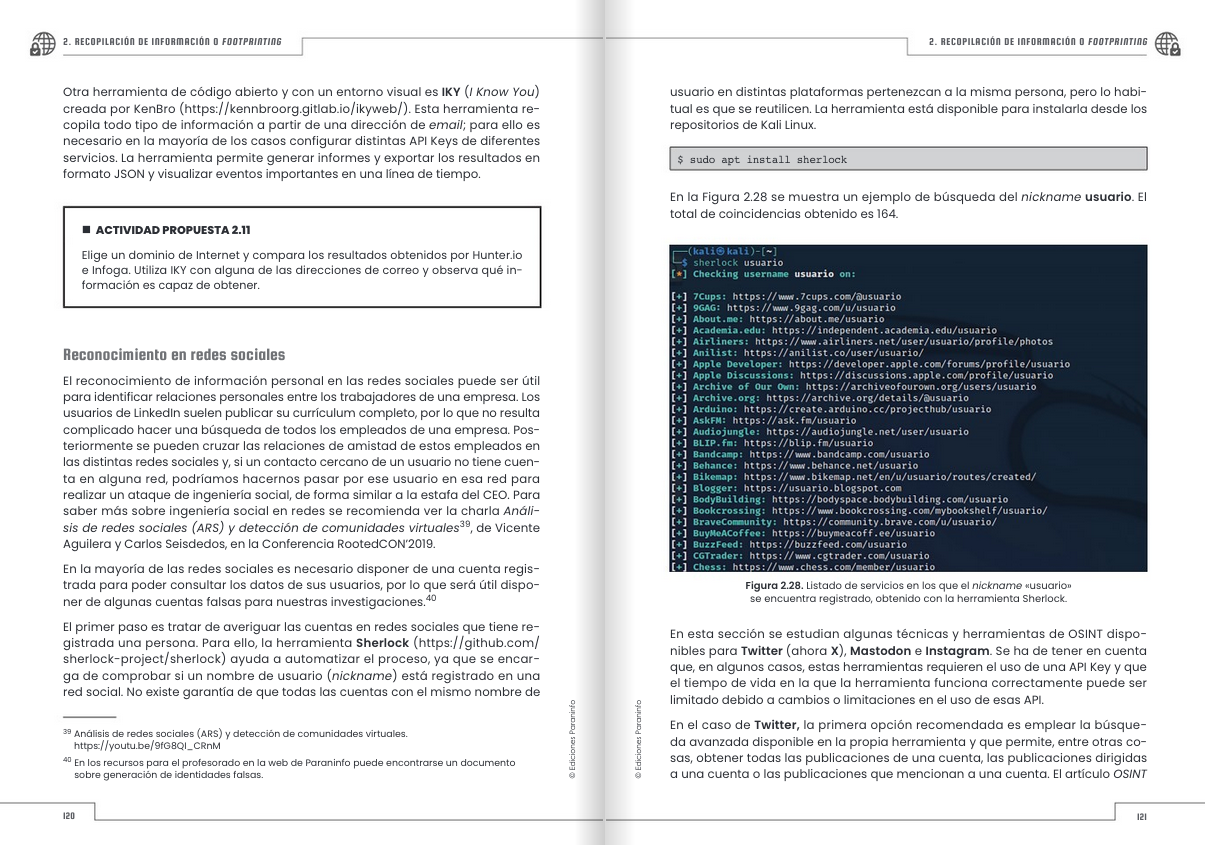 2. RECOPILACIÓN DE INFORMACIÓN O FOOTPRINTING
Otra herramienta de código abierto y con un entorno visual es IKY (I Know You)
creada por KenBro (https://kennbroorg.gitlab.io/ikyweb/). Esta herramienta re-
copila todo tipo de información a partir de una dirección de email; para ello es
necesario en la mayoría de los casos configurar distintas API Keys de diferentes
servicios. La herramienta permite generar informes y exportar los resultados en
formato JSON y visualizar eventos importantes en una línea de tiempo.
■ ACTIVIDAD PROPUESTA 2.11
Elige un dominio de Internet y compara los resultados obtenidos por Hunter.io
e Infoga. Utiliza IKY con alguna de las direcciones de correo y observa qué in-
formación es capaz de obtener.
Reconocimiento en redes sociales
El reconocimiento de información personal en las redes sociales puede ser útil
para identificar relaciones personales entre los trabajadores de una empresa. Los
usuarios de LinkedIn suelen publicar su currículum completo, por lo que no resulta
complicado hacer una búsqueda de todos los empleados de una empresa. Pos-
teriormente se pueden cruzar las relaciones de amistad de estos empleados en
las distintas redes sociales y, si un contacto cercano de un usuario no tiene cuen-
ta en alguna red, podríamos hacernos pasar por ese usuario en esa red para
realizar un ataque de ingeniería social, de forma similar a la estafa del CEO. Para
saber más sobre ingeniería social en redes se recomienda ver la charla Análi-
sis de redes sociales (ARS) y detección de comunidades virtuales39, de Vicente
Aguilera y Carlos Seisdedos, en la Conferencia RootedCON'2019.
En la mayoría de las redes sociales es necesario disponer de una cuenta regis-
trada para poder consultar los datos de sus usuarios, por lo que será útil dispo-
ner de algunas cuentas falsas para nuestras investigaciones.40
El primer paso es tratar de averiguar las cuentas en redes sociales que tiene re-
gistrada una persona. Para ello, la herramienta Sherlock (https://github.com/
sherlock-project/sherlock) ayuda a automatizar el proceso, ya que se encar-
ga de comprobar si un nombre de usuario (nickname) está registrado en una
red social. No existe garantía de que todas las cuentas con el mismo nombre de
39 Análisis de redes sociales (ARS) y detección de comunidades virtuales.
https://youtu.be/9fG8QI_CRnM
40 En los recursos para el profesorado en la web de Paraninfo puede encontrarse un documento
sobre generación de identidades falsas.
© Ediciones Paraninfo
120
2. RECOPILACIÓN DE INFORMACIÓN O FOOTPRINTING
usuario en distintas plataformas pertenezcan a la misma persona, pero lo habi-
tual es que se reutilicen. La herramienta está disponible para instalarla desde los
repositorios de Kali Linux.
$ sudo apt install sherlock
En la Figura 2.28 se muestra un ejemplo de búsqueda del nickname usuario. El
total de coincidencias obtenido es 164.
┌──(kali㉿kali)-[~]
└─$ sherlock usuario
[*] Checking username usuario on:
[+] 7Cups: https://www.7cups.com/@usuario
[+] 9GAG: https://www.9gag.com/u/usuario
[+] About.me: https://about.me/usuario
[+] Academia.edu: https://independent.academia.edu/usuario
[+] Airliners: https://www.airliners.net/user/usuario/profile/photos
[+] Anilist: https://anilist.co/user/usuario/
[+] Apple Developer: https://developer.apple.com/forums/profile/usuario
[+] Apple Discussions: https://discussions.apple.com/profile/usuario
[+] Archive of Our Own: https://archiveofourown.org/users/usuario
[+] Archive.org: https://archive.org/details/@usuario
[+] Arduino: https://create.arduino.cc/projecthub/usuario
[+] AskFM: https://ask.fm/usuario
[+] Audiojungle: https://audiojungle.net/user/usuario
[+] BLIP.fm: https://blip.fm/usuario
[+] Bandcamp: https://www.bandcamp.com/usuario
[+] Behance: https://www.behance.net/usuario
[+] Bikemap: https://www.bikemap.net/en/u/usuario/routes/created/
[+] Blogger: https://usuario.blogspot.com
[+] BodyBuilding: https://bodyspace.bodybuilding.com/usuario
[+] Bookcrossing: https://www.bookcrossing.com/mybookshelf/usuario/
[+] BraveCommunity: https://community.brave.com/u/usuario/
[+] BuyMeACoffee: https://buymeacoff.ee/usuario
[+] BuzzFeed: https://buzzfeed.com/usuario
[+] CGTrader: https://www.cgtrader.com/usuario
[+] Chess: https://www.chess.com/member/usuario
Figura 2.28. Listado de servicios en los que el nickname «usuario»
se encuentra registrado, obtenido con la herramienta Sherlock.
En esta sección se estudian algunas técnicas y herramientas de OSINT dispo-
nibles para Twitter (ahora X), Mastodon e Instagram. Se ha de tener en cuenta
que, en algunos casos, estas herramientas requieren el uso de una API Key y que
el tiempo de vida en la que la herramienta funciona correctamente puede ser
limitado debido a cambios o limitaciones en el uso de esas API.
En el caso de Twitter, la primera opción recomendada es emplear la búsque-
da avanzada disponible en la propia herramienta y que permite, entre otras co-
sas, obtener todas las publicaciones de una cuenta, las publicaciones dirigidas
a una cuenta o las publicaciones que mencionan a una cuenta. El artículo OSINT
© Ediciones Paraninfo
121